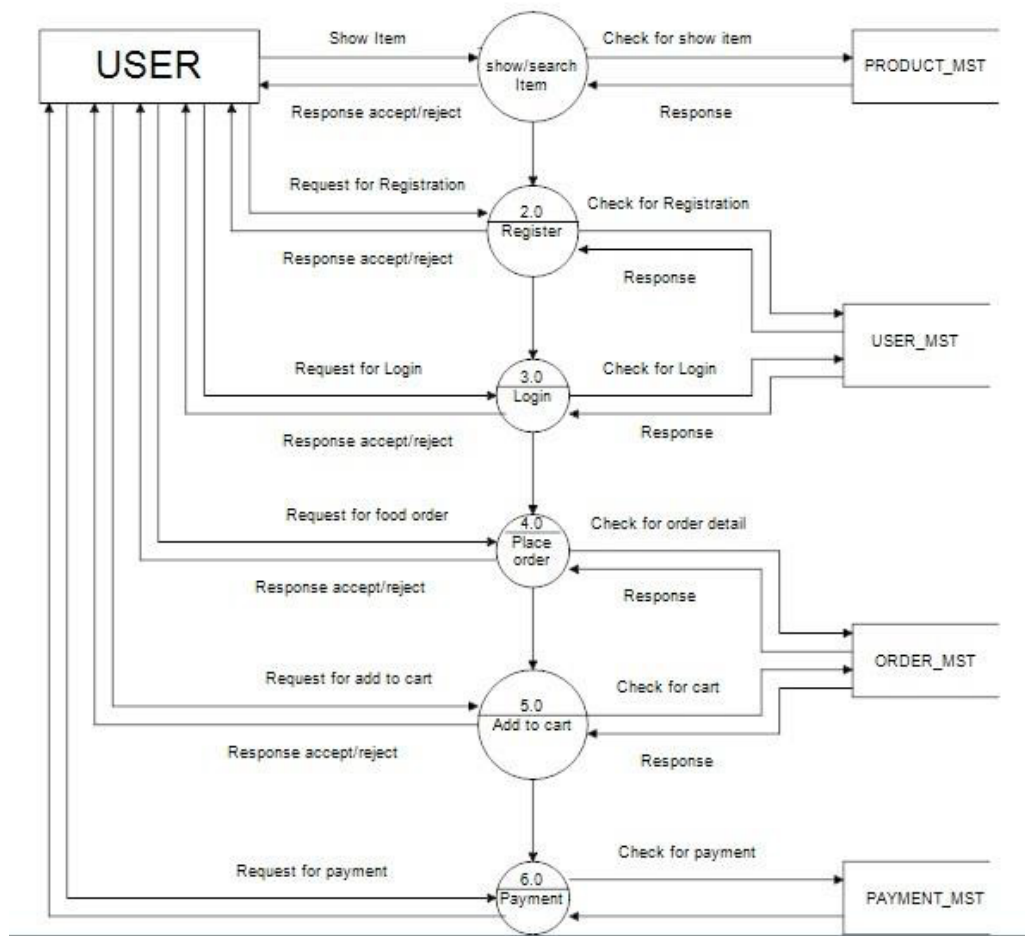 Show Item
Check for show item
USER
show/search
Item
PRODUCT_MST
Response accept/reject
Response
Request for Registration
Check for Registration
2.0
Register
Response accept/reject
Response
USER_MST
Request for Login
Check for Login
3.0
Login
Response accept/reject
Response
Request for food order
Check for order detail
4.0
Place
order
Response accept/reject
Response
ORDER_MST
Request for add to cart
Check for cart
5.0
Add to cart
Response accept/reject
Response
Check for payment
Request for payment
6.0
Payment
PAYMENT_MST